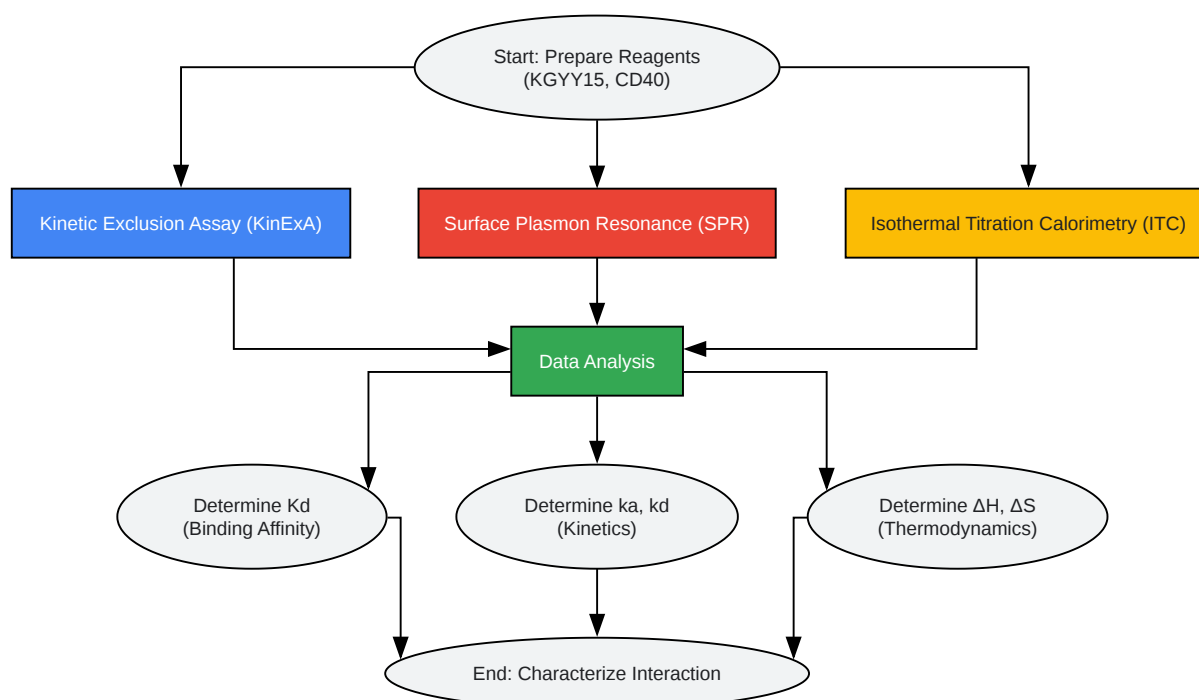 Start: Prepare Reagents
(KGYY15, CD40)
Kinetic Exclusion Assay (KinExA)
Surface Plasmon Resonance (SPR)
Isothermal Titration Calorimetry (ITC)
Data Analysis
Determine Kd
(Binding Affinity)
Determine ka, kd
(Kinetics)
Determine ΔH, ΔS
(Thermodynamics)
End: Characterize Interaction